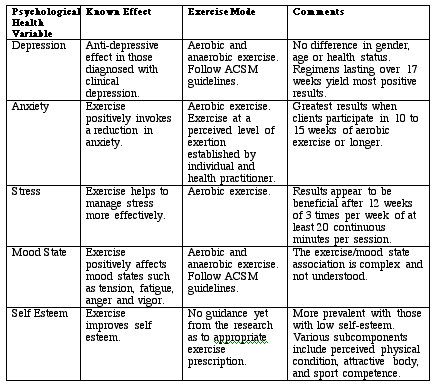 Psychological Health Variable
Known Effect
Exercise Mode
Comments
Depression
Anti-depressive
effect in those
diagnosed with
clinical
depression.
Aerobic and
anaerobic exercise.
Follow ACSM
guidelines.
No difference in gender,
age or health status.
Regimens lasting over 17
weeks yield most positive
results.
Anxiety
Exercise
positively invokes
a reduction in
anxiety.
Aerobic exercise.
Exercise at a
perceived level of
exertion
established by
individual and
health practitioner.
Greatest results when
clients participate in 10 to
15 weeks of aerobic
exercise or longer.
Stress
Exercise helps to
manage stress
more effectively.
Aerobic exercise.
Results appear to be
beneficial after 12 weeks
of 3 times per week of at
least 20 continuous
minutes per session.
Mood State
Exercise
positively affects
mood states such
as tension, fatigue,
anger and vigor.
Aerobic and
anaerobic exercise.
Follow ACSM
guidelines.
The exercise/mood state
association is complex and
not understood.
Self Esteem
Exercise
improves self
esteem.
No guidance yet
from the research
as to appropriate
exercise
prescription.
More prevalent with those
with low self-esteem.
Various subcomponents
include perceived physical
condition, attractive body,
and sport competence.